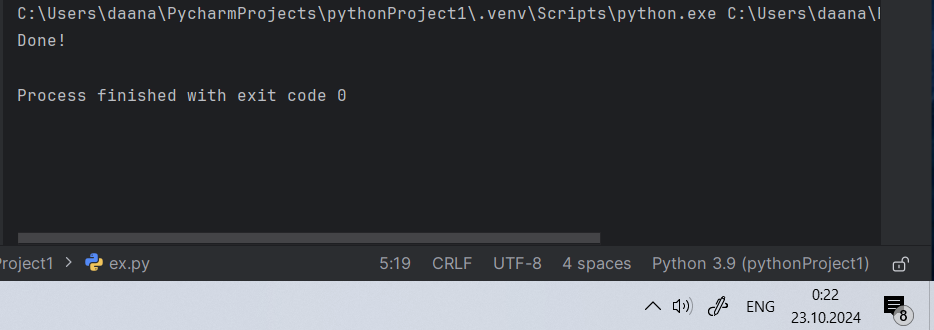 C:\Users\daana\PycharmProjects\pythonProject1\.venv\Scripts\python.exe C:\Users\daana\
Done!
Process finished with exit code 0
roject1 > ex.py 5:19 CRLF UTF-8 4 spaces Python 3.9 (pythonProject1)
ENG 0:22
23.10.2024 8